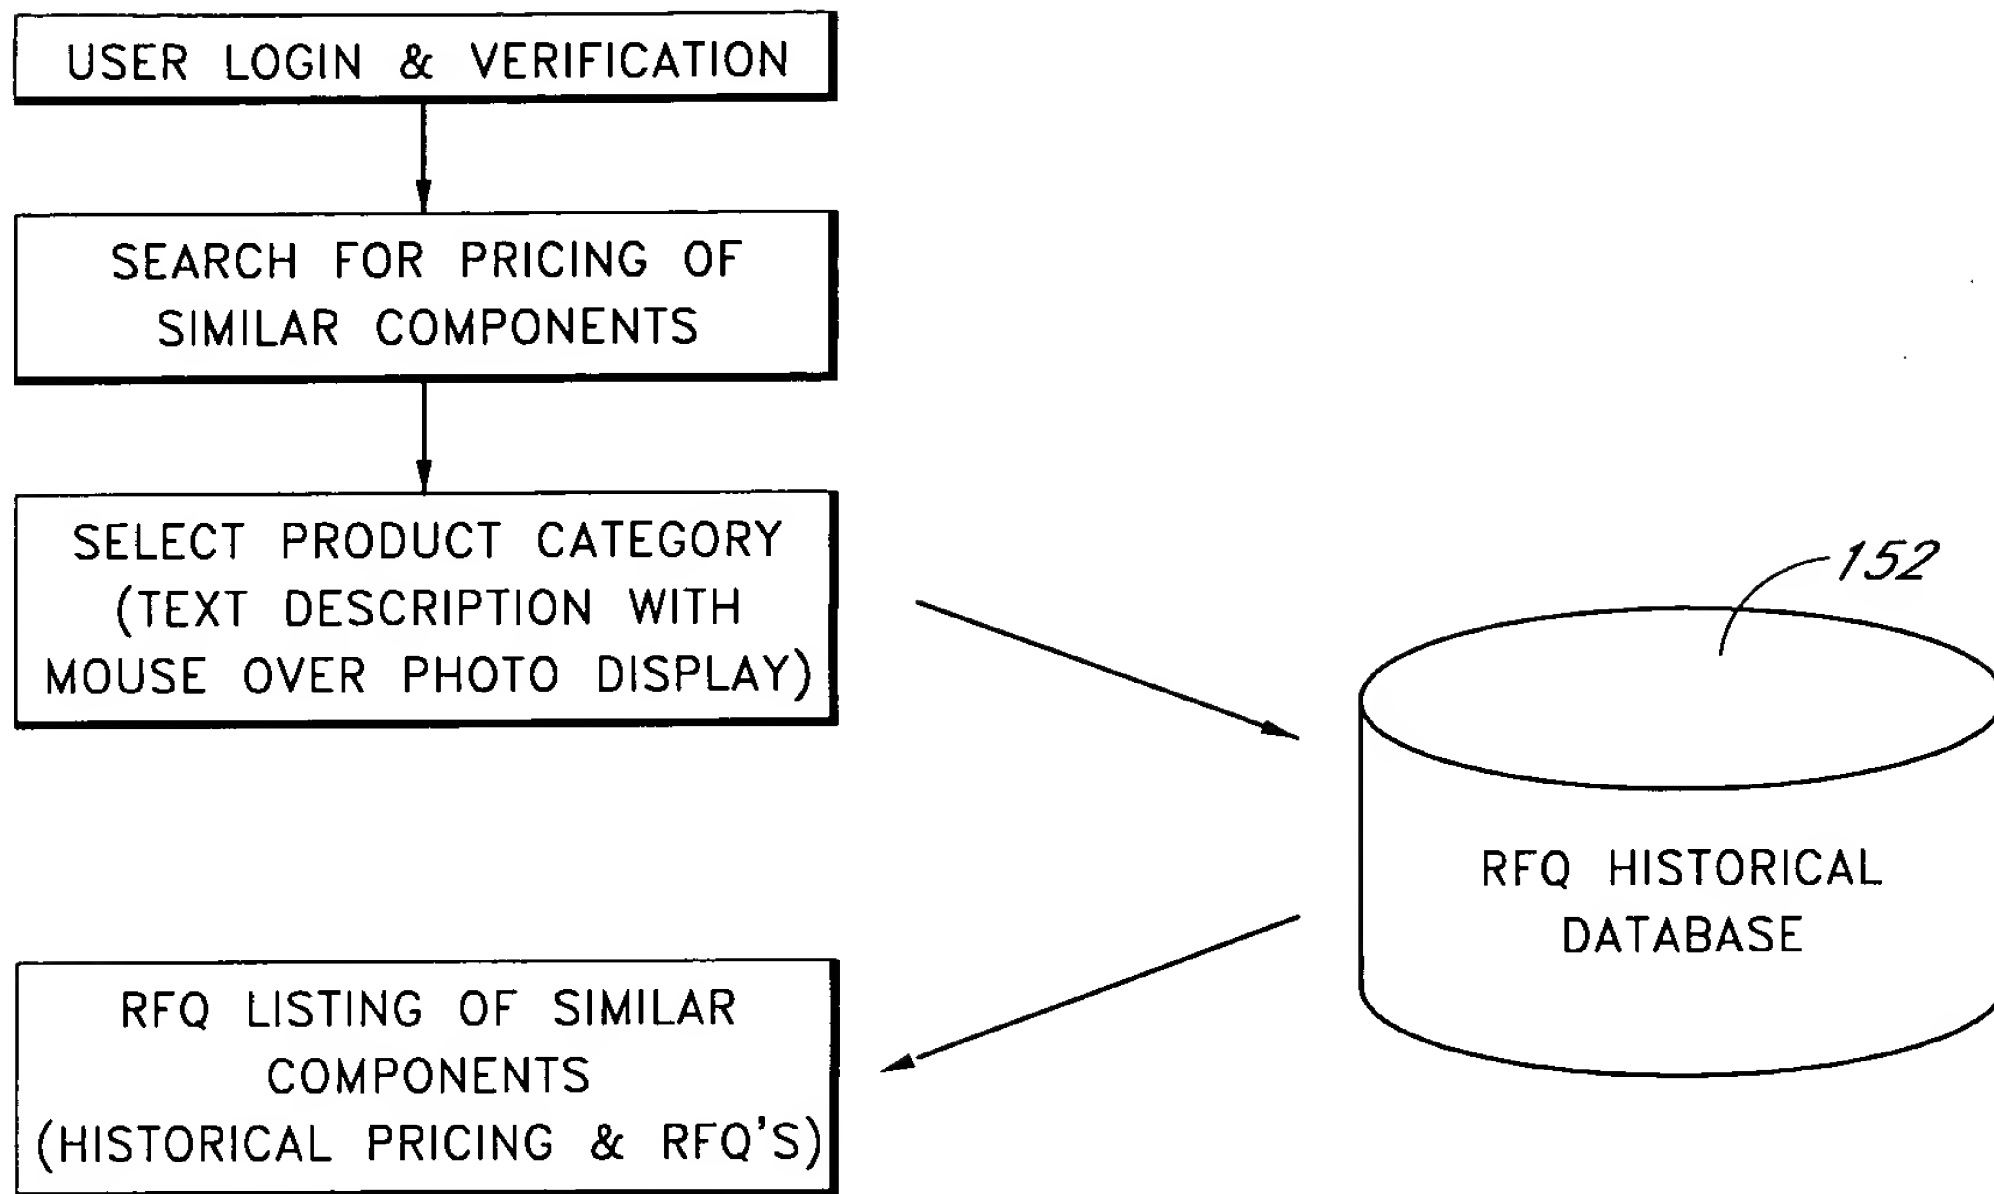 USER LOGIN & VERIFICATION
SEARCH FOR PRICING OF
SIMILAR COMPONENTS
SELECT PRODUCT CATEGORY
(TEXT DESCRIPTION WITH
MOUSE OVER PHOTO DISPLAY)
152
RFQ HISTORICAL
DATABASE
RFQ LISTING OF SIMILAR
COMPONENTS
(HISTORICAL PRICING & RFQ'S)